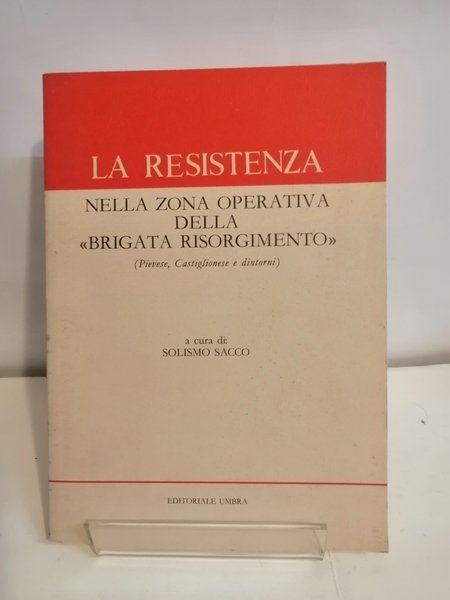 LA RESISTENZA
NELLA ZONA OPERATIVA
DELLA
«BRIGATA RISORGIMENTO»
(Pievese, Castiglionese e dintorni)
a cura di:
SOLISMO SACCO
EDITORIALE UMBRA